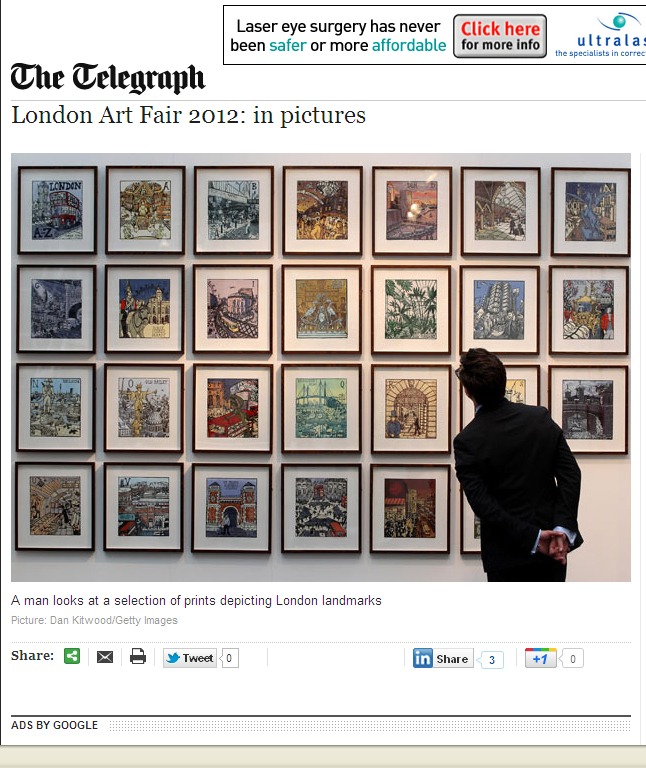 Laser eye surgery has never
been safer or more affordable
Click here
for more info
ultralas
the specialists in correc
The Telegraph
London Art Fair 2012: in pictures
LONDON
A-Z
A
B
N
O
OLD BAILEY
Q
S
A man looks at a selection of prints depicting London landmarks
Picture: Dan Kitwood/Getty Images
Share:
Tweet
0
in Share
3
+1
0
ADS BY GOOGLE